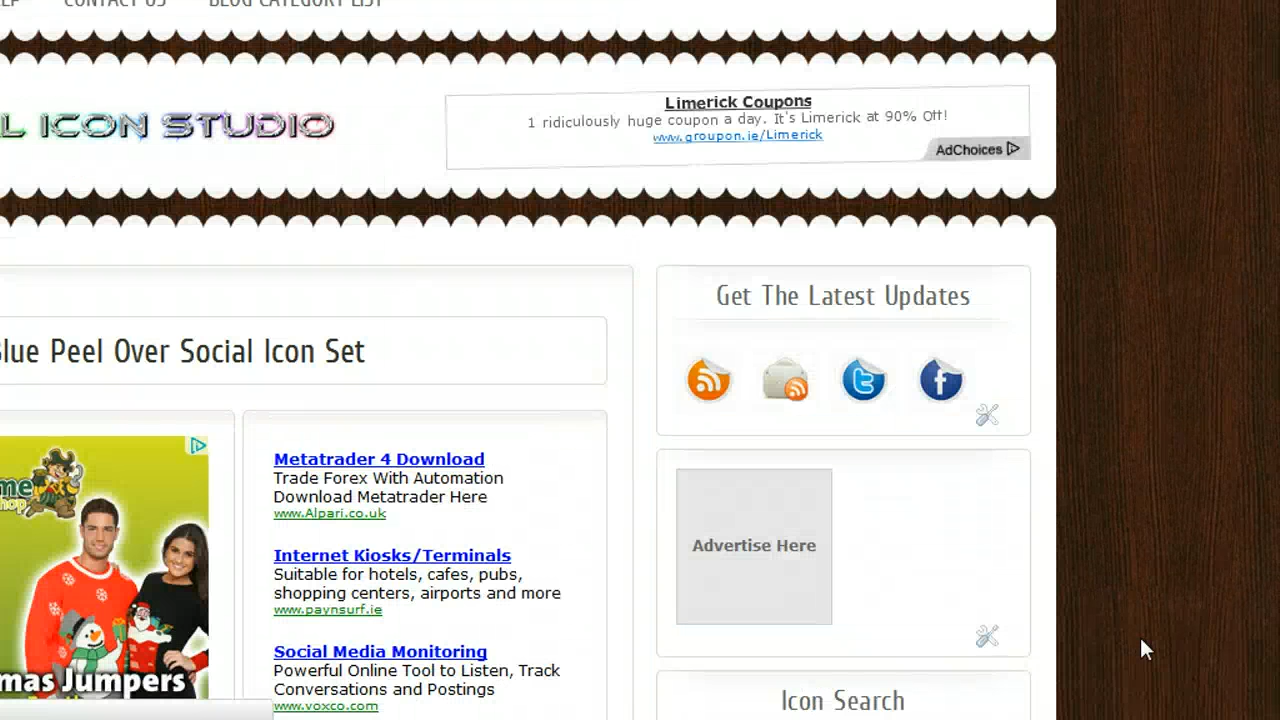 CONTACT US
BLOG CATEGORY LIST
L ICON STUDIO
Limerick Coupons
1 ridiculously huge coupon a day. It's Limerick at 90% Off!
www.groupon.ie/Limerick
AdChoices
Get The Latest Updates
Blue Peel Over Social Icon Set
Metatrader 4 Download
Trade Forex With Automation
Download Metatrader Here
www.Alpari.co.uk
Internet Kiosks/Terminals
Suitable for hotels, cafes, pubs,
shopping centers, airports and more
www.paynsurf.ie
Social Media Monitoring
Powerful Online Tool to Listen, Track
Conversations and Postings
www.voxco.com
me
hop
mas Jumpers
Advertise Here
Icon Search